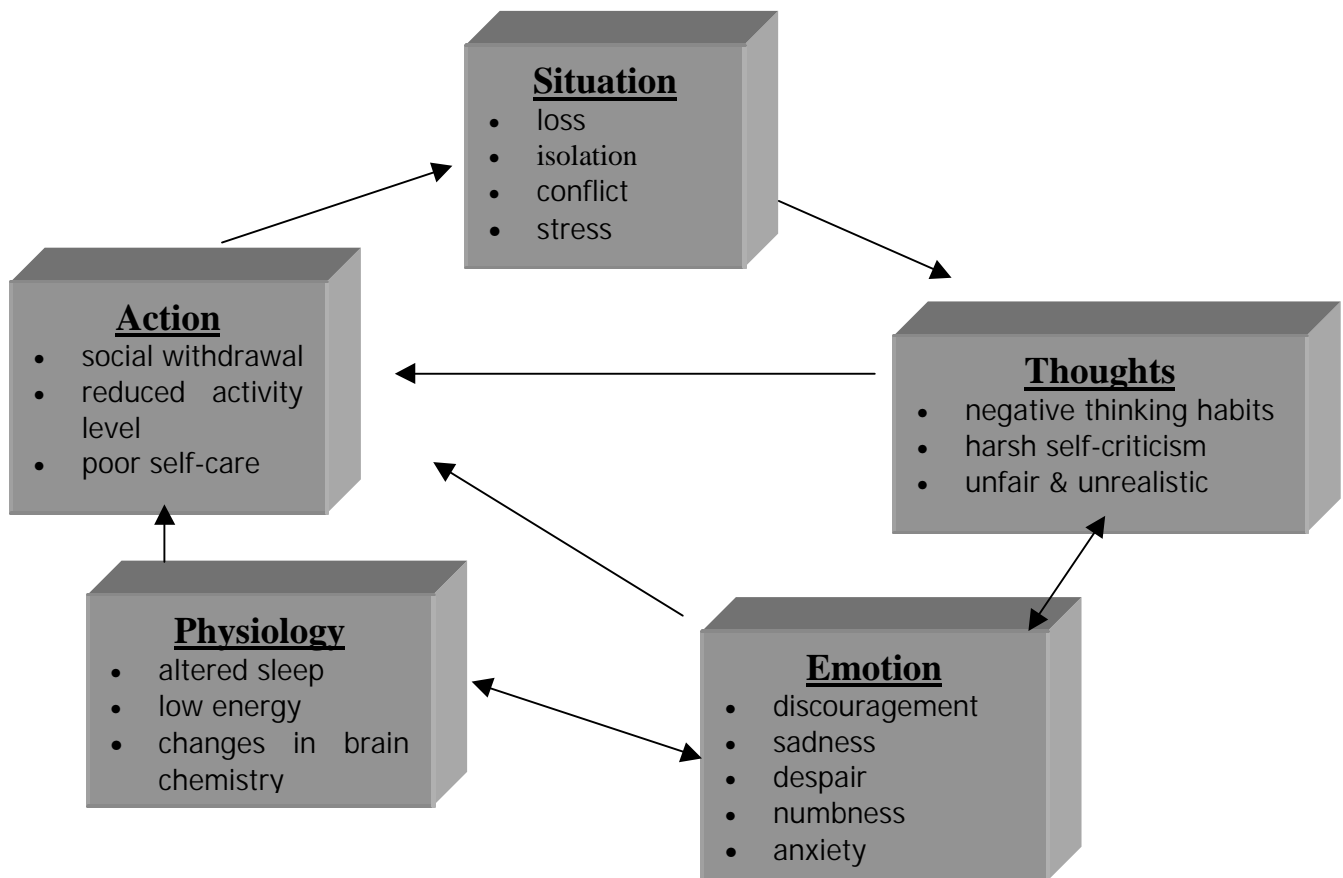 Situation
• loss
• isolation
• conflict
• stress
Action
• social withdrawal
• reduced activity
level
• poor self-care
Thoughts
• negative thinking habits
• harsh self-criticism
• unfair & unrealistic
Physiology
• altered sleep
• low energy
• changes in brain
chemistry
Emotion
• discouragement
• sadness
• despair
• numbness
• anxiety